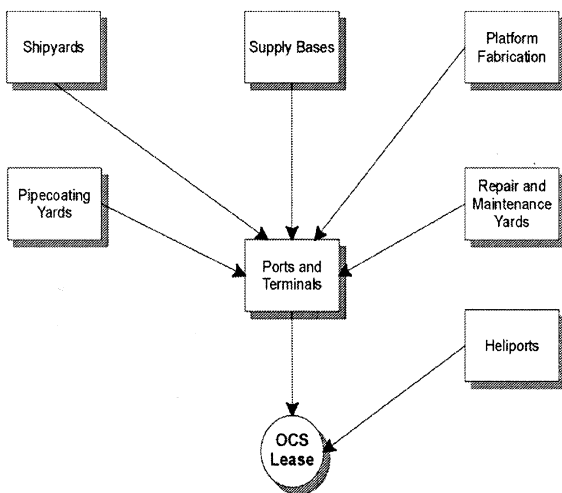 Shipyards
Supply Bases
Platform
Fabrication
Pipecoating
Yards
Repair and
Maintenance
Yards
Ports and
Terminals
Heliports
OCS
Lease